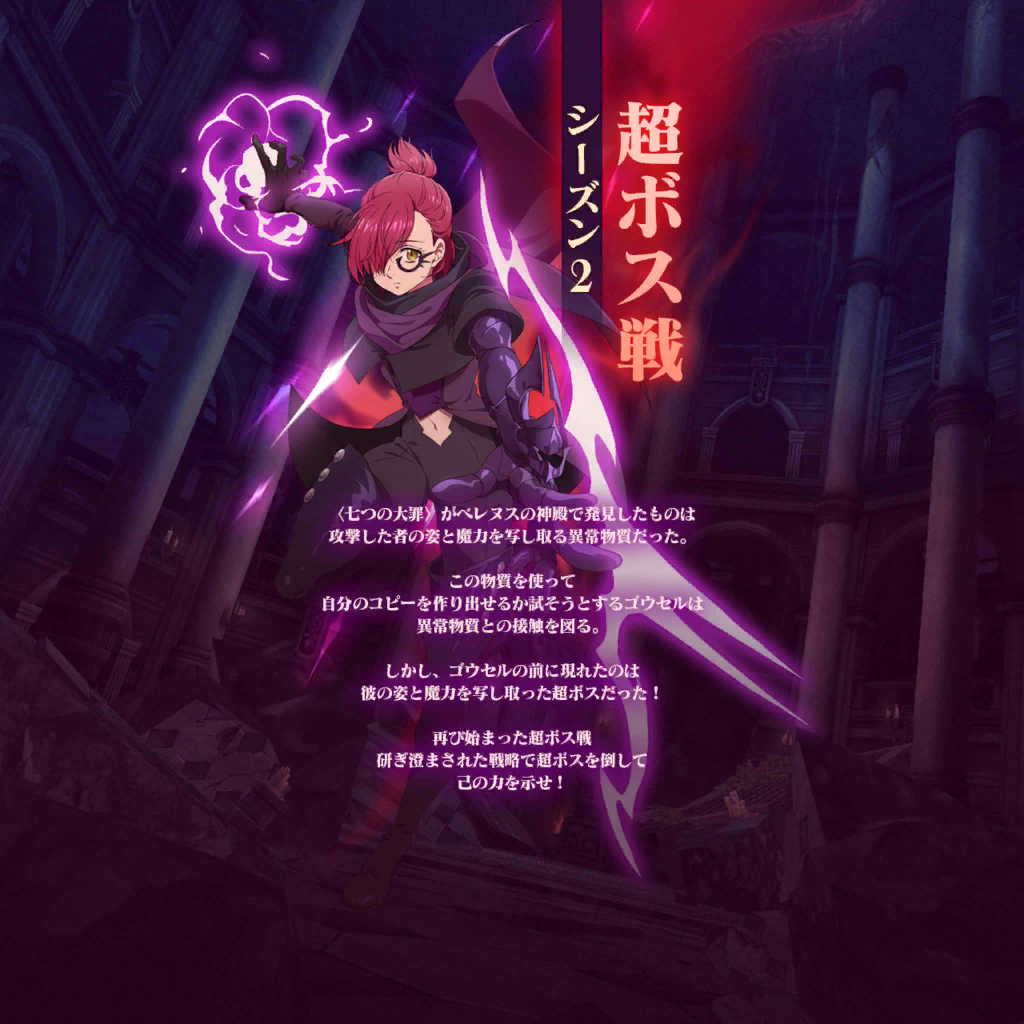 超ボス戦
シーズン2
〈七つの大罪〉がベレヌスの神殿で発見したものは
攻撃した者の姿と魔力を写し取る異常物質だった。
この物質を使って
自分のコピーを作り出せるか試そうとするゴウセルは
異常物質との接触を図る。
しかし、ゴウセルの前に現れたのは
彼の姿と魔力を写し取った超ボスだった！
再び始まった超ボス戦
研ぎ澄まされた戦略で超ボスを倒して
己の力を示せ！